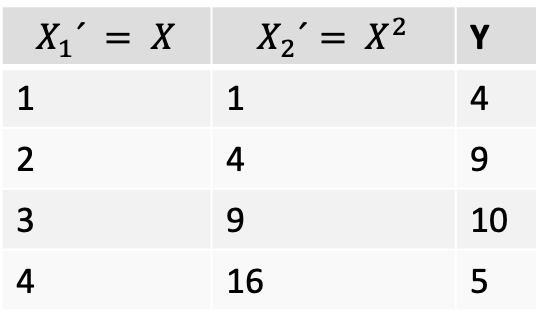 X₁′ = X X₂′ = X² Y
1 1 4
2 4 9
3 9 10
4 16 5